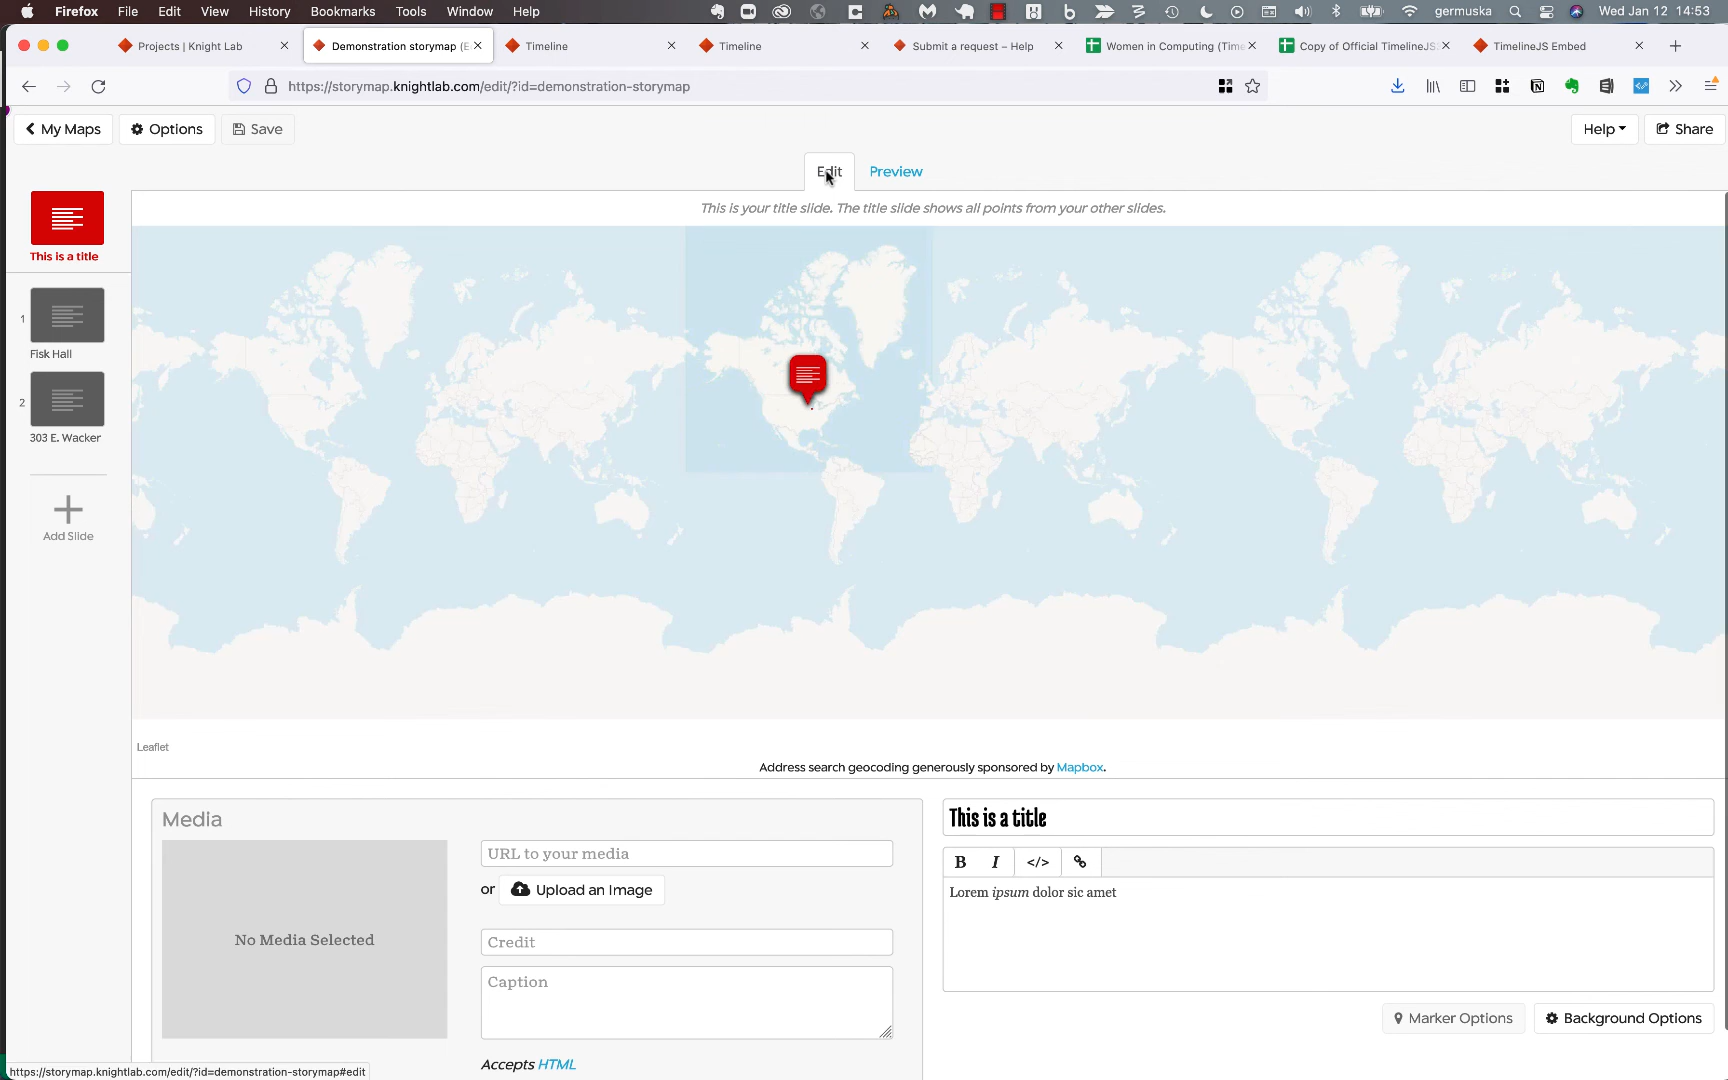 Firefox File Edit View History Bookmarks Tools Window Help germuska Wed Jan 12 14:53
Projects | Knight Lab Demonstration storymap (E Timeline Timeline Submit a request – Help Women in Computing (Time Copy of Official TimelineJS TimelineJS Embed
https://storymap.knightlab.com/edit/?id=demonstration-storymap
My Maps Options Save Help Share
Edit Preview
This is your title slide. The title slide shows all points from your other slides.
This is a title
1
Fisk Hall
2
303 E. Wacker
Add Slide
Leaflet
Address search geocoding generously sponsored by Mapbox.
Media
No Media Selected
URL to your media
or Upload an Image
Credit
Caption
Accepts HTML
This is a title
B I </>
Lorem ipsum dolor sic amet
Marker Options Background Options
https://storymap.knightlab.com/edit/?id=demonstration-storymap#edit